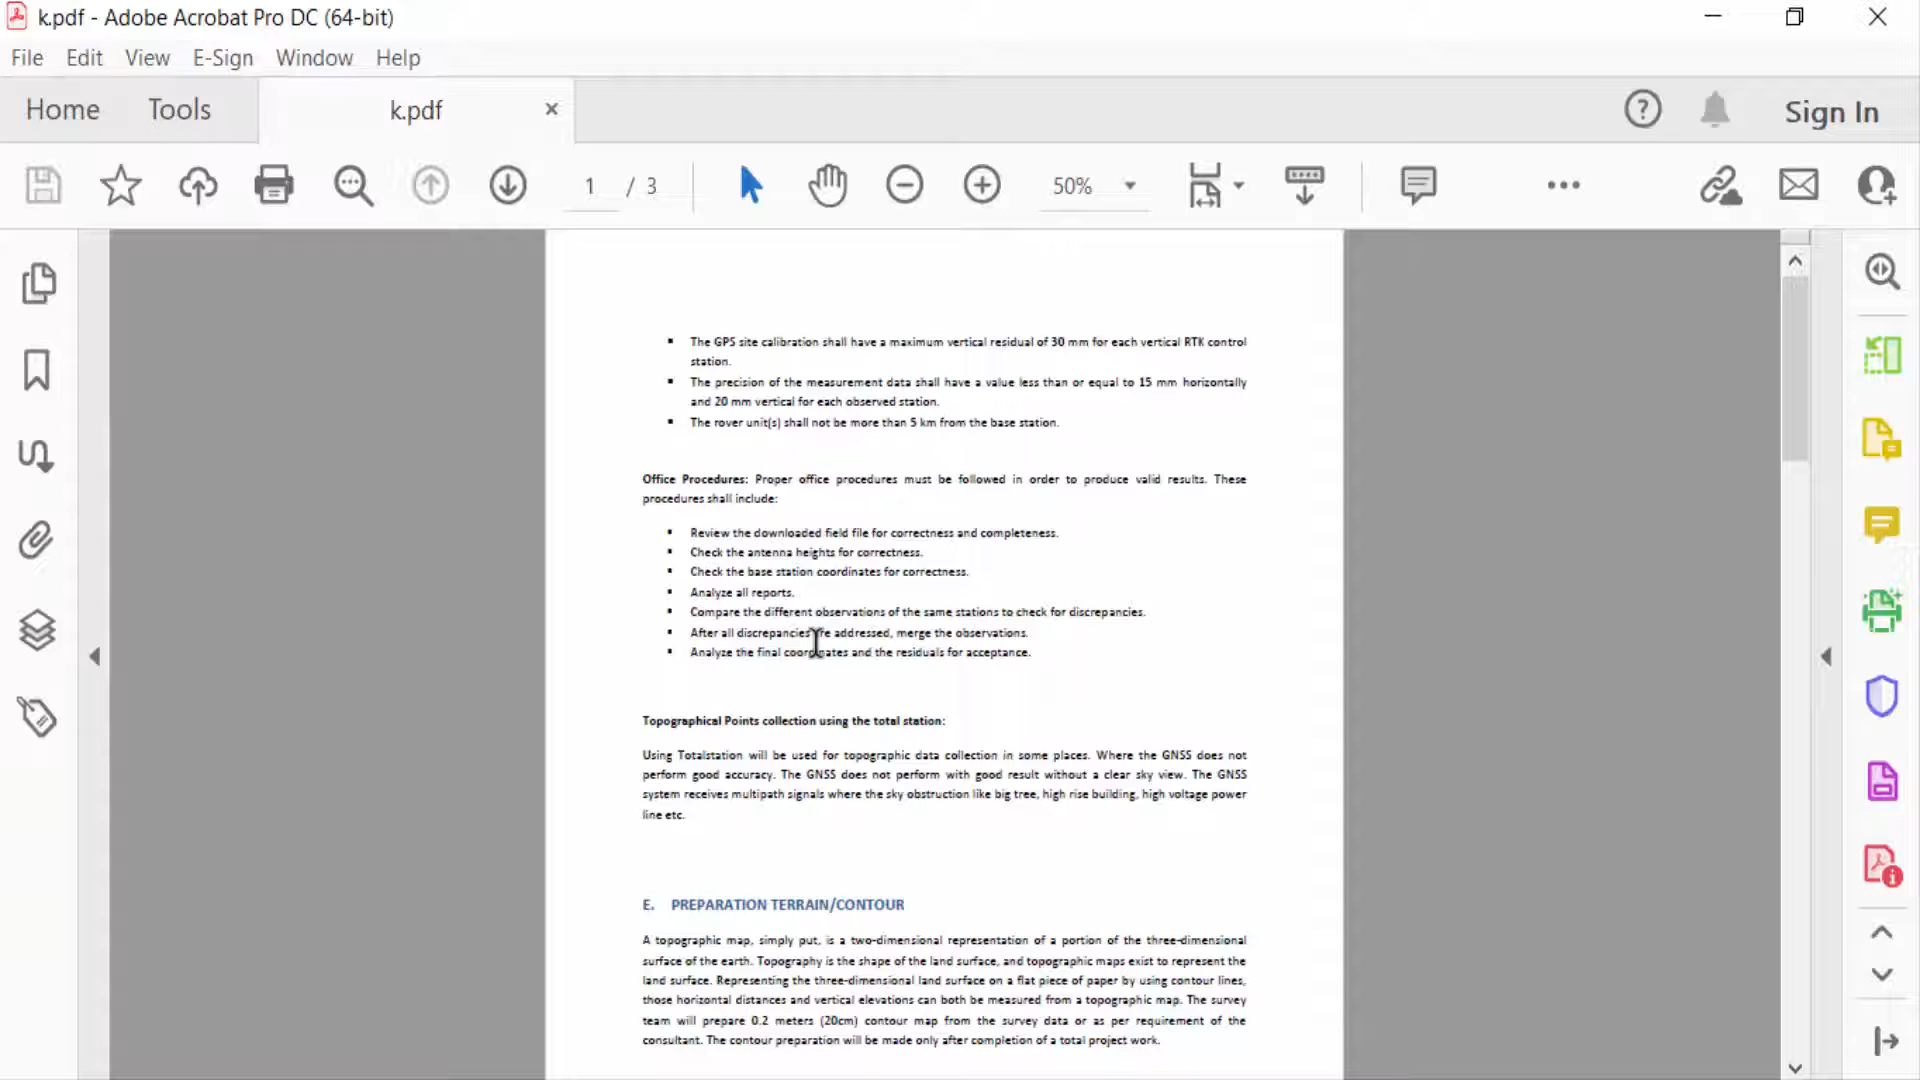 k.pdf - Adobe Acrobat Pro DC (64-bit)
File Edit View E-Sign Window Help
Home Tools k.pdf × Sign In
1 / 3 50%
▪ The GPS site calibration shall have a maximum vertical residual of 30 mm for each vertical RTK control
station.
▪ The precision of the measurement data shall have a value less than or equal to 15 mm horizontally
and 20 mm vertical for each observed station.
▪ The rover unit(s) shall not be more than 5 km from the base station.
Office Procedures: Proper office procedures must be followed in order to produce valid results. These
procedures shall include:
▪ Review the downloaded field file for correctness and completeness.
▪ Check the antenna heights for correctness.
▪ Check the base station coordinates for correctness.
▪ Analyze all reports.
▪ Compare the different observations of the same stations to check for discrepancies.
▪ After all discrepancies are addressed, merge the observations.
▪ Analyze the final coordinates and the residuals for acceptance.
Topographical Points collection using the total station:
Using Totalstation will be used for topographic data collection in some places. Where the GNSS does not
perform good accuracy. The GNSS does not perform with good result without a clear sky view. The GNSS
system receives multipath signals where the sky obstruction like big tree, high rise building, high voltage power
line etc.
E. PREPARATION TERRAIN/CONTOUR
A topographic map, simply put, is a two-dimensional representation of a portion of the three-dimensional
surface of the earth. Topography is the shape of the land surface, and topographic maps exist to represent the
land surface. Representing the three-dimensional land surface on a flat piece of paper by using contour lines,
those horizontal distances and vertical elevations can both be measured from a topographic map. The survey
team will prepare 0.2 meters (20cm) contour map from the survey data or as per requirement of the
consultant. The contour preparation will be made only after completion of a total project work.